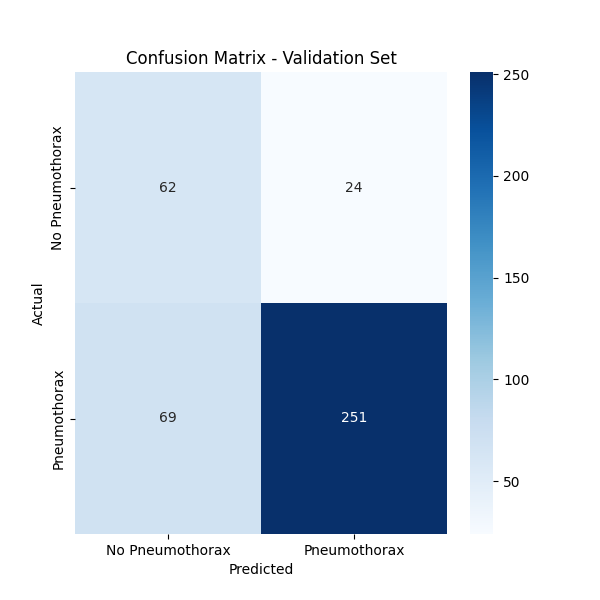 Confusion Matrix - Validation Set
No Pneumothorax
Pneumothorax
Actual
62
24
69
251
No Pneumothorax
Pneumothorax
Predicted
250
200
150
100
50